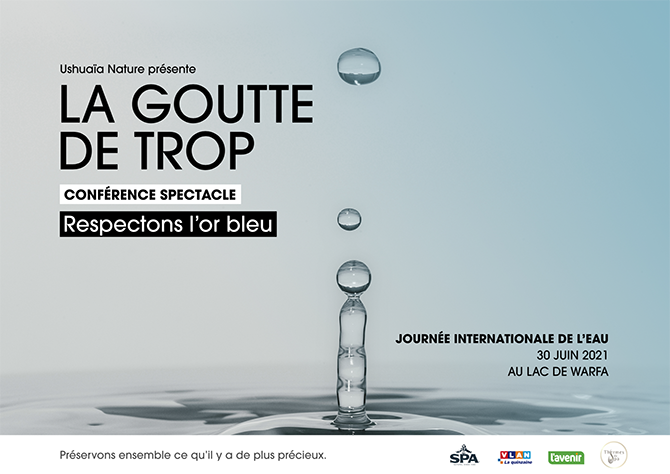 Ushuaïa Nature présente
LA GOUTTE
DE TROP
CONFÉRENCE SPECTACLE
Respectons l'or bleu
JOURNÉE INTERNATIONALE DE L'EAU
30 JUIN 2021
AU LAC DE WARFA
Préservons ensemble ce qu'il y a de plus précieux.
SPA
VLAN
La quinzaine
l'avenir